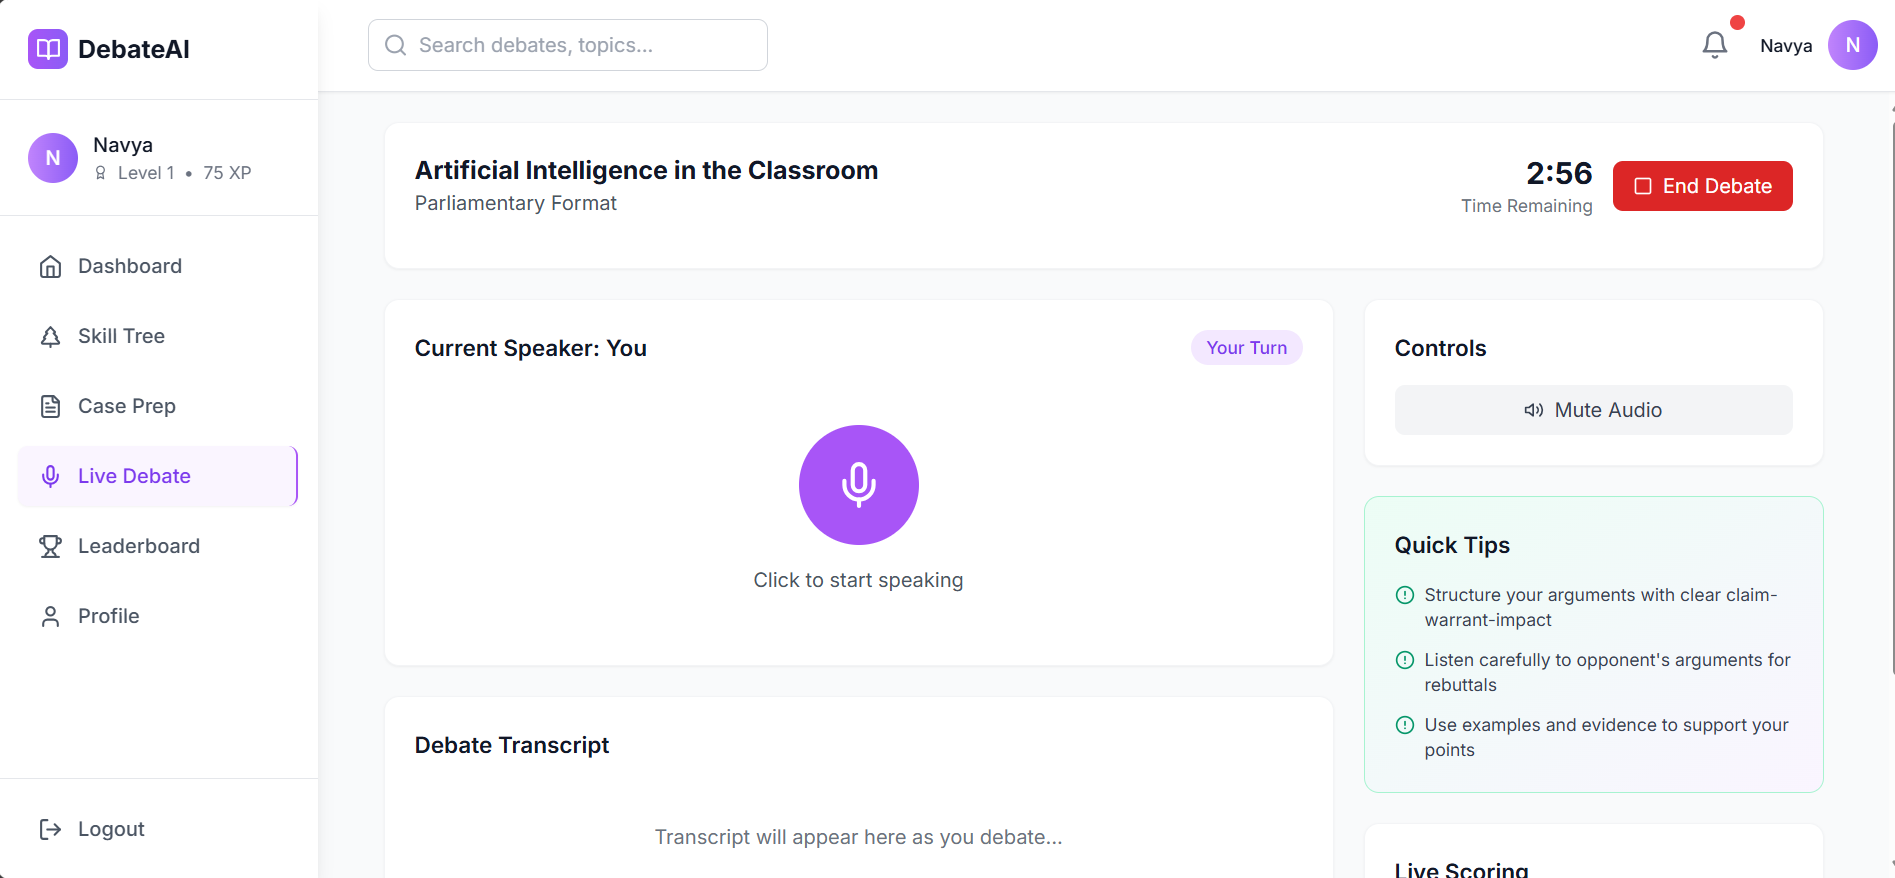 DebateAI
Search debates, topics...
Navya
N
N
Navya
Level 1 • 75 XP
Dashboard
Skill Tree
Case Prep
Live Debate
Leaderboard
Profile
Logout
Artificial Intelligence in the Classroom
Parliamentary Format
2:56
Time Remaining
End Debate
Current Speaker: You
Your Turn
Click to start speaking
Debate Transcript
Transcript will appear here as you debate...
Controls
Mute Audio
Quick Tips
Structure your arguments with clear claim-
warrant-impact
Listen carefully to opponent's arguments for
rebuttals
Use examples and evidence to support your
points
Live Scoring